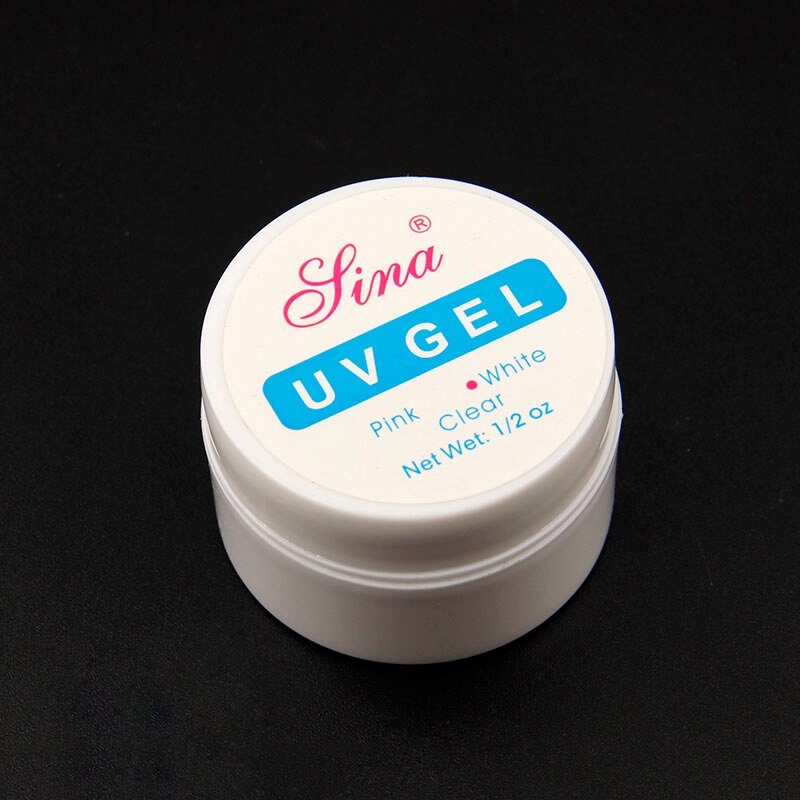 Sina®
UV GEL
Pink •White
Clear
Net Wet: 1/2 oz